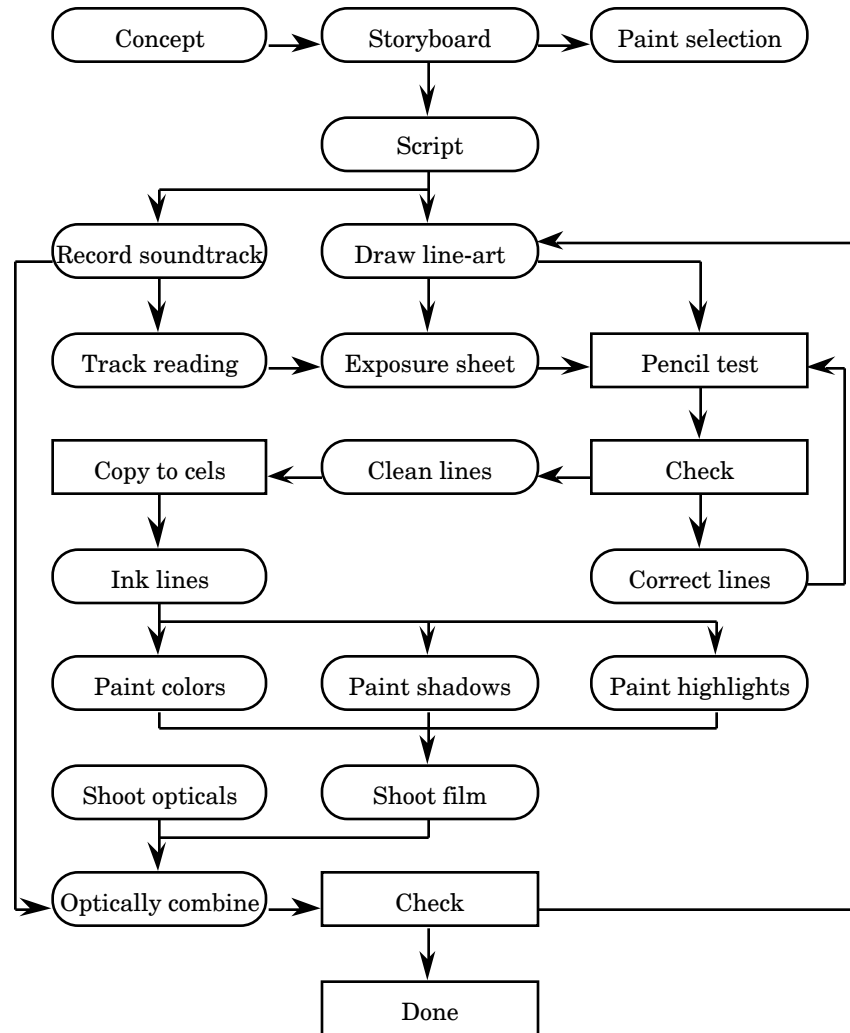 Concept
Storyboard
Paint selection
Script
Record soundtrack
Draw line-art
Track reading
Exposure sheet
Pencil test
Copy to cels
Clean lines
Check
Ink lines
Correct lines
Paint colors
Paint shadows
Paint highlights
Shoot opticals
Shoot film
Optically combine
Check
Done